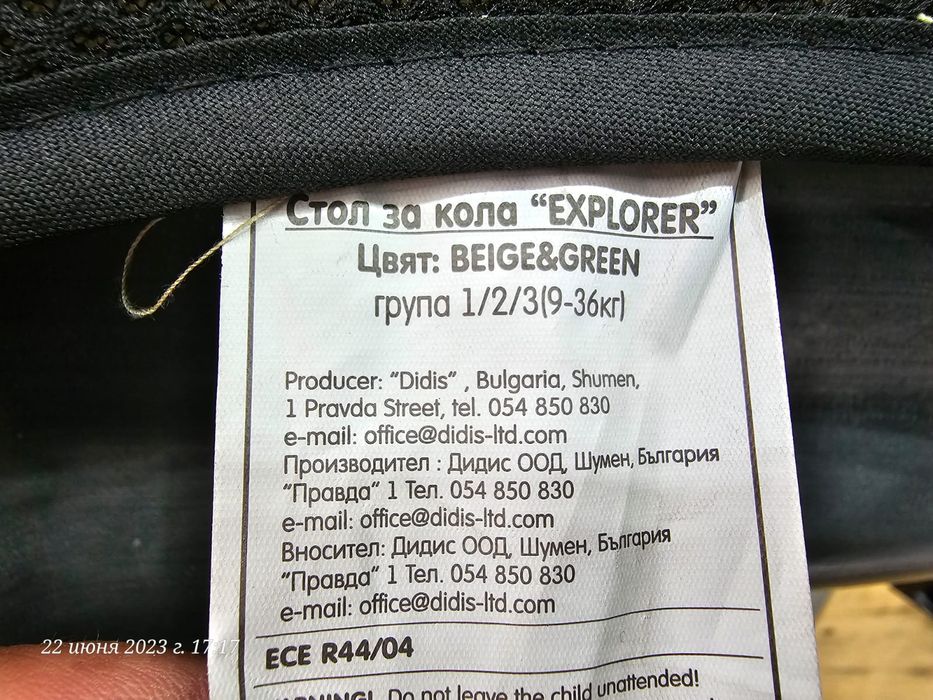 Стол за кола “EXPLORER”
Цвят: BEIGE&GREEN
група 1/2/3(9-36кг)
Producer: “Didis” , Bulgaria, Shumen,
1 Pravda Street, tel. 054 850 830
e-mail: office@didis-ltd.com
Производител : Дидис ООД, Шумен, България
“Правда“ 1 Тел. 054 850 830
e-mail: office@didis-ltd.com
Вносител: Дидис ООД, Шумен, България
“Правда“ 1 Тел. 054 850 830
e-mail: office@didis-ltd.com
ECE R44/04
WARNING! Do not leave the child unattended!
22 июня 2023 г. 17:17